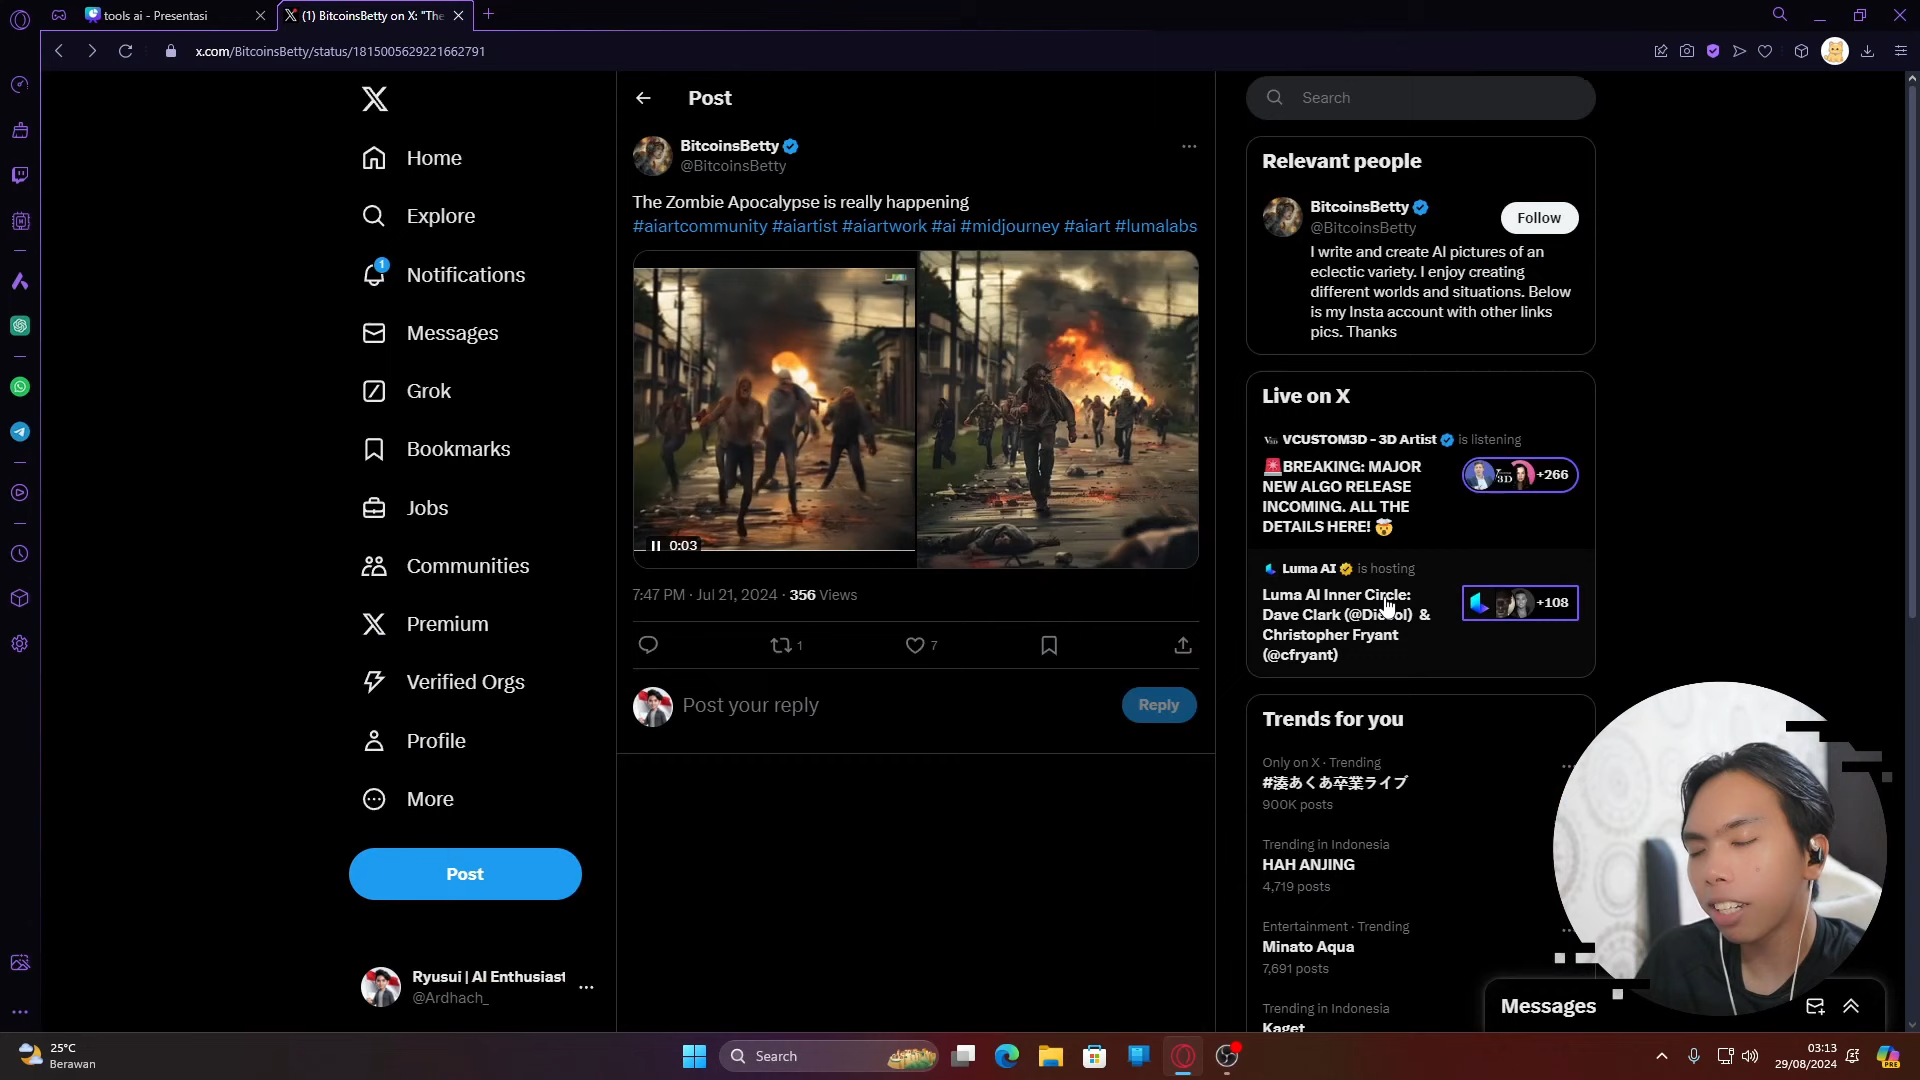 tools ai - Presentasi
(1) BitcoinsBetty on X: "The
x.com/BitcoinsBetty/status/1815005629221662791
Home
Explore
1
Notifications
Messages
Grok
Bookmarks
Jobs
Communities
Premium
Verified Orgs
Profile
More
Post
Ryusui | AI Enthusiast
@Ardhach_
Post
BitcoinsBetty
@BitcoinsBetty
The Zombie Apocalypse is really happening
#aiartcommunity #aiartist #aiartwork #ai #midjourney #aiart #lumalabs
0:03
7:47 PM · Jul 21, 2024 · 356 Views
1
7
Post your reply
Reply
Search
Relevant people
BitcoinsBetty
@BitcoinsBetty
Follow
I write and create AI pictures of an
eclectic variety. I enjoy creating
different worlds and situations. Below
is my Insta account with other links
pics. Thanks
Live on X
VCUSTOM3D - 3D Artist is listening
🚨BREAKING: MAJOR
NEW ALGO RELEASE
INCOMING. ALL THE
DETAILS HERE! 🤯
+266
Luma AI is hosting
Luma AI Inner Circle:
Dave Clark (@Diesol) &
Christopher Fryant
(@cfryant)
+108
Trends for you
Only on X · Trending
#湊あくあ卒業ライブ
900K posts
Trending in Indonesia
HAH ANJING
4,719 posts
Entertainment · Trending
Minato Aqua
7,691 posts
Trending in Indonesia
Kaget
Messages
25°C
Berawan
Search
03:13
29/08/2024
PRE